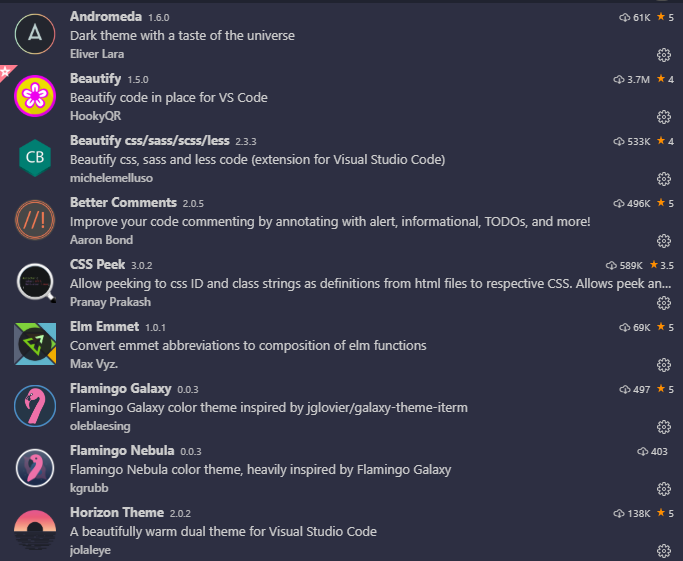 Andromeda 1.6.0 61K ★ 5
Dark theme with a taste of the universe
Eliver Lara
Beautify 1.5.0 3.7M ★ 4
Beautify code in place for VS Code
HookyQR
Beautify css/sass/scss/less 2.3.3 533K ★ 4
CB
Beautify css, sass and less code (extension for Visual Studio Code)
michelemelluso
Better Comments 2.0.5 496K ★ 5
//!
Improve your code commenting by annotating with alert, informational, TODOs, and more!
Aaron Bond
CSS Peek 3.0.2 589K ★ 3.5
Allow peeking to css ID and class strings as definitions from html files to respective CSS. Allows peek an...
Pranay Prakash
Elm Emmet 1.0.1 69K ★ 5
Convert emmet abbreviations to composition of elm functions
Max Vyz.
Flamingo Galaxy 0.0.3 497 ★ 5
Flamingo Galaxy color theme inspired by jglovier/galaxy-theme-iterm
oleblaesing
Flamingo Nebula 0.0.3 403
Flamingo Nebula color theme, heavily inspired by Flamingo Galaxy
kgrubb
Horizon Theme 2.0.2 138K ★ 5
A beautifully warm dual theme for Visual Studio Code
jolaleye